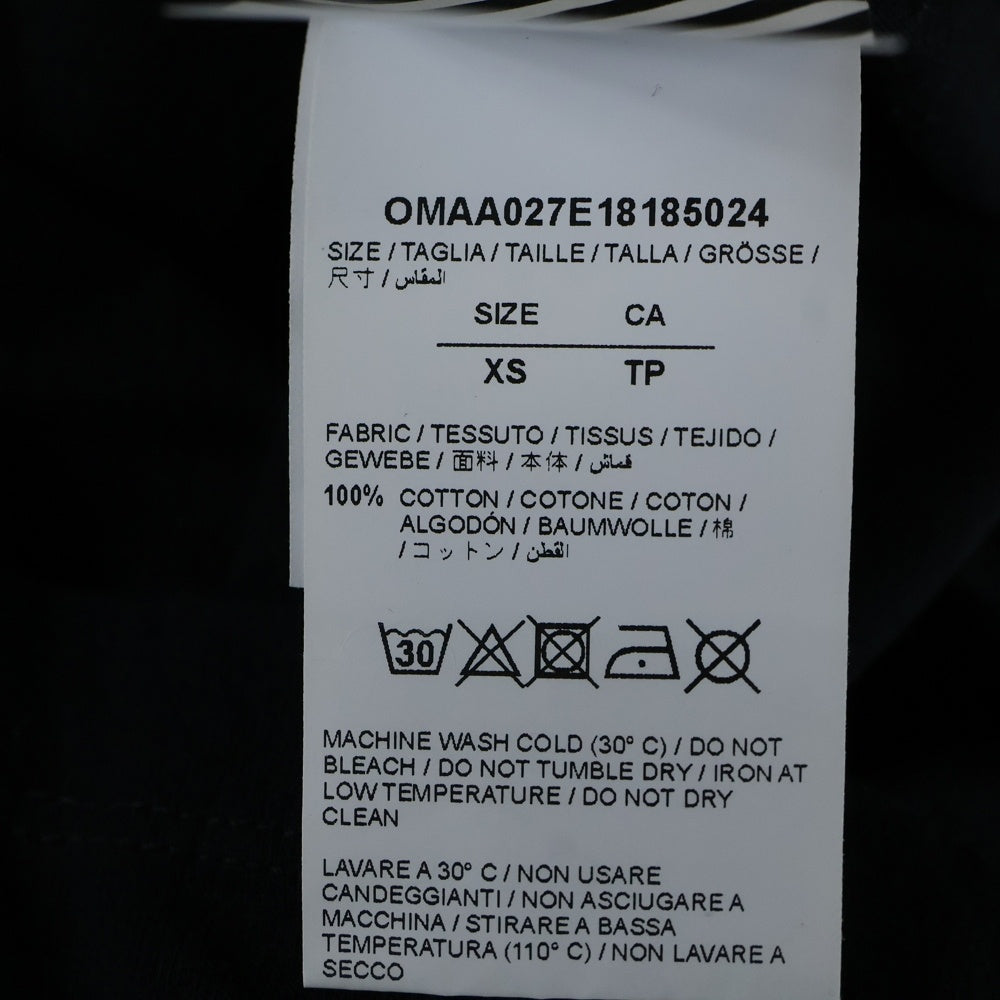 OMAA027E18185024
SIZE / TAGLIA / TAILLE / TALLA / GRÖSSE /
尺寸 / المقاس
SIZE CA
XS TP
FABRIC / TESSUTO / TISSUS / TEJIDO /
GEWEBE / 面料 / 本体 / قماش
100% COTTON / COTONE / COTON /
ALGODÓN / BAUMWOLLE / 棉
/ コットン / القطن
30
MACHINE WASH COLD (30° C) / DO NOT
BLEACH / DO NOT TUMBLE DRY / IRON AT
LOW TEMPERATURE / DO NOT DRY
CLEAN
LAVARE A 30° C / NON USARE
CANDEGGIANTI / NON ASCIUGARE A
MACCHINA / STIRARE A BASSA
TEMPERATURA (110° C) / NON LAVARE A
SECCO